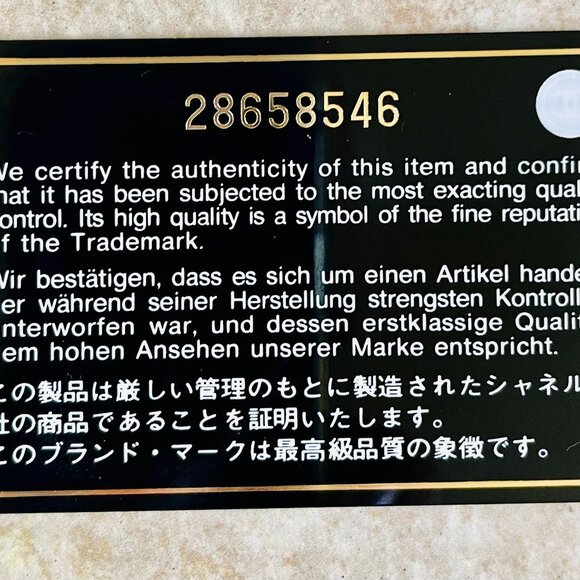 28658546
e certify the authenticity of this item and confir
hat it has been subjected to the most exacting qual
ontrol. Its high quality is a symbol of the fine reputati
f the Trademark.
ir bestätigen, dass es sich um einen Artikel hande
er während seiner Herstellung strengsten Kontroll
nterworfen war, und dessen erstklassige Qualit
em hohen Ansehen unserer Marke entspricht.
この製品は厳しい管理のもとに製造されたシャネル
社の商品であることを証明いたします。
このブランド・マークは最高級品質の象徴です。